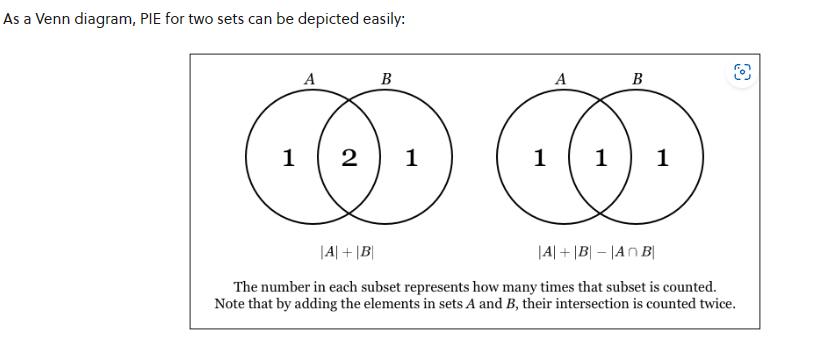 As a Venn diagram, PIE for two sets can be depicted easily:
A B A B
1 2 1 1 1 1
|A| + |B| |A| + |B| − |A ∩ B|
The number in each subset represents how many times that subset is counted.
Note that by adding the elements in sets A and B, their intersection is counted twice.